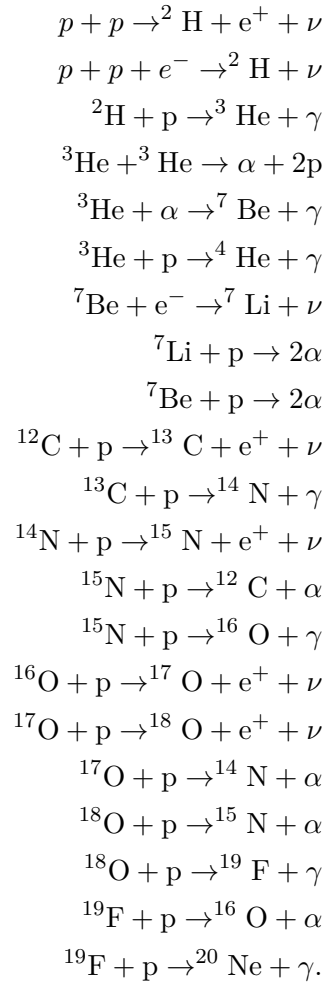 p + p →² H + e⁺ + ν
p + p + e⁻ →² H + ν
²H + p →³ He + γ
³He +³ He → α + 2p
³He + α →⁷ Be + γ
³He + p →⁴ He + γ
⁷Be + e⁻ →⁷ Li + ν
⁷Li + p → 2α
⁷Be + p → 2α
¹²C + p →¹³ C + e⁺ + ν
¹³C + p →¹⁴ N + γ
¹⁴N + p →¹⁵ N + e⁺ + ν
¹⁵N + p →¹² C + α
¹⁵N + p →¹⁶ O + γ
¹⁶O + p →¹⁷ O + e⁺ + ν
¹⁷O + p →¹⁸ O + e⁺ + ν
¹⁷O + p →¹⁴ N + α
¹⁸O + p →¹⁵ N + α
¹⁸O + p →¹⁹ F + γ
¹⁹F + p →¹⁶ O + α
¹⁹F + p →²⁰ Ne + γ.